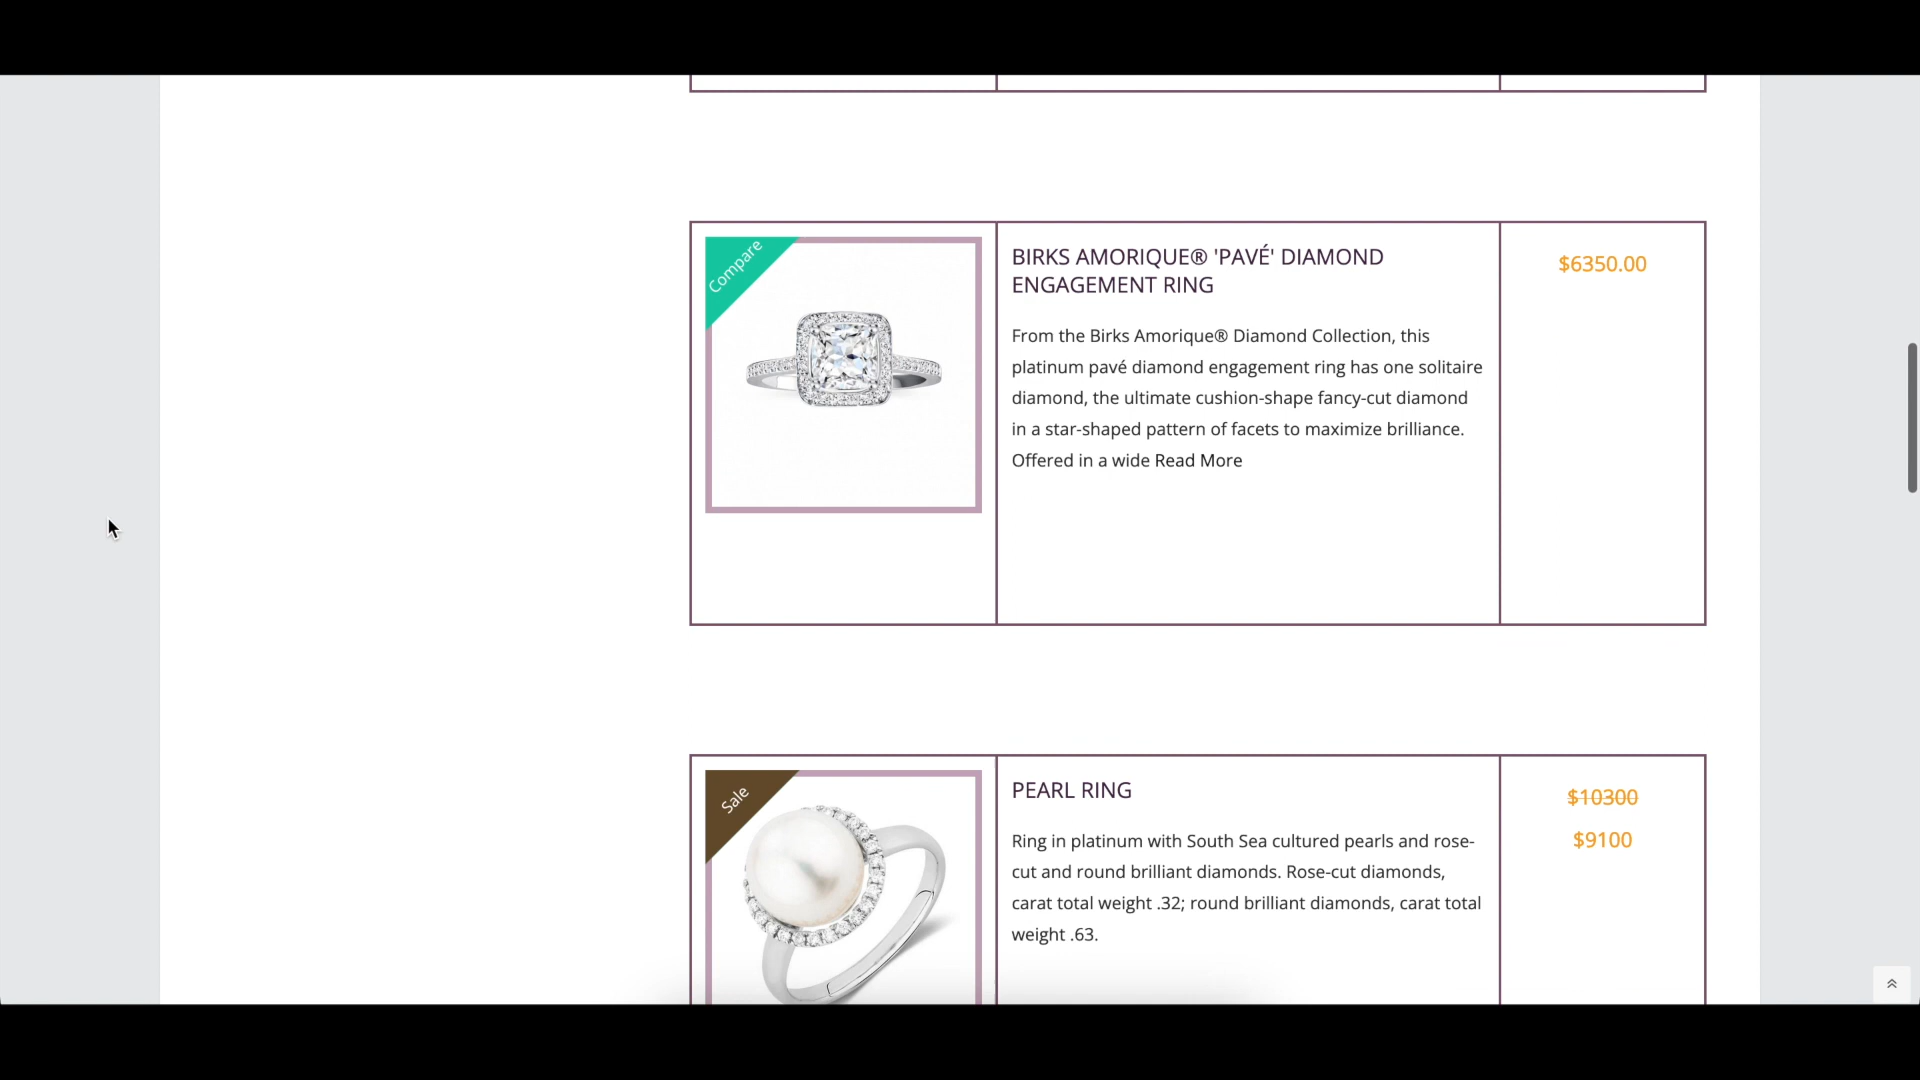 Compare
BIRKS AMORIQUE® 'PAVÉ' DIAMOND
ENGAGEMENT RING
From the Birks Amorique® Diamond Collection, this
platinum pavé diamond engagement ring has one solitaire
diamond, the ultimate cushion-shape fancy-cut diamond
in a star-shaped pattern of facets to maximize brilliance.
Offered in a wide Read More
$6350.00
Sale
PEARL RING
Ring in platinum with South Sea cultured pearls and rose-
cut and round brilliant diamonds. Rose-cut diamonds,
carat total weight .32; round brilliant diamonds, carat total
weight .63.
$10300
$9100